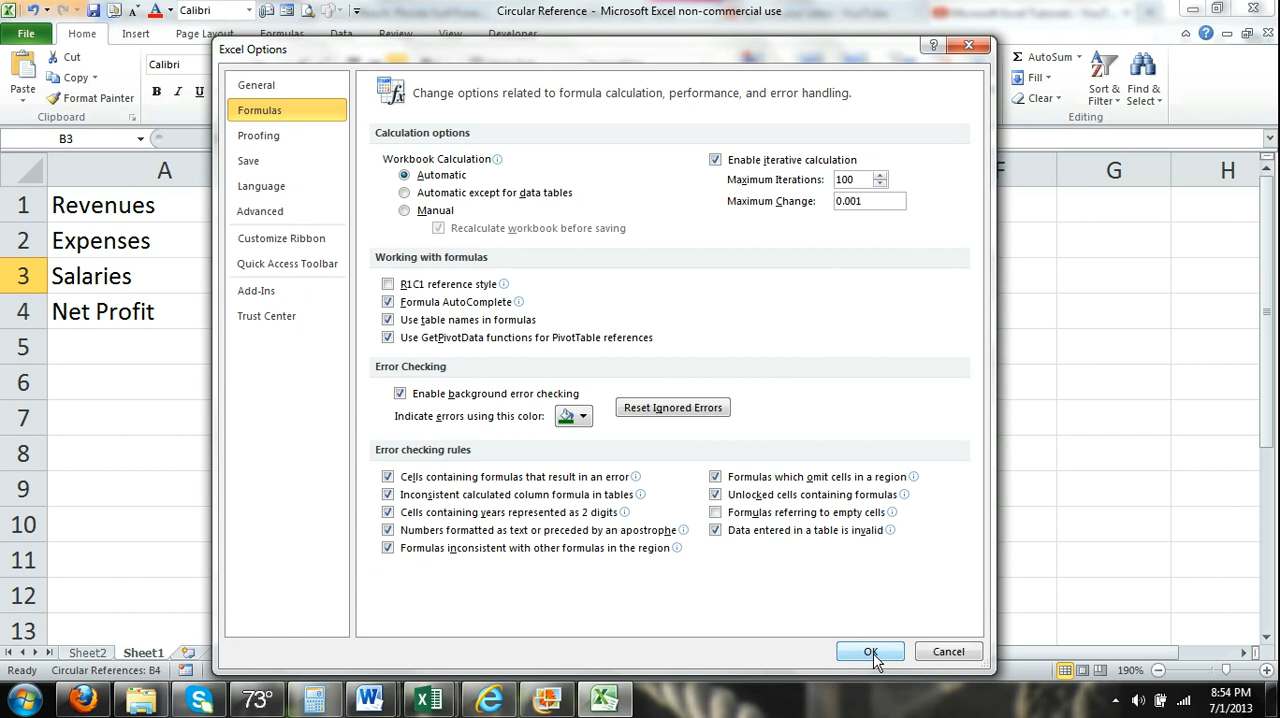 Calibri
Circular Reference - Microsoft Excel non-commercial use
File
Home
Insert
Page Layout
Formulas
Data
Review
View
Developer
Paste
Cut
Copy
Format Painter
Clipboard
Calibri
B I U
Σ AutoSum
Fill
Clear
Sort & Filter
Find & Select
Editing
B3
A
F
G
H
1 Revenues
2 Expenses
3 Salaries
4 Net Profit
5
6
7
8
9
10
11
12
13
Excel Options
General
Formulas
Proofing
Save
Language
Advanced
Customize Ribbon
Quick Access Toolbar
Add-Ins
Trust Center
Change options related to formula calculation, performance, and error handling.
Calculation options
Workbook Calculation
Automatic
Automatic except for data tables
Manual
Recalculate workbook before saving
Enable iterative calculation
Maximum Iterations: 100
Maximum Change: 0.001
Working with formulas
R1C1 reference style
Formula AutoComplete
Use table names in formulas
Use GetPivotData functions for PivotTable references
Error Checking
Enable background error checking
Indicate errors using this color:
Reset Ignored Errors
Error checking rules
Cells containing formulas that result in an error
Inconsistent calculated column formula in tables
Cells containing years represented as 2 digits
Numbers formatted as text or preceded by an apostrophe
Formulas inconsistent with other formulas in the region
Formulas which omit cells in a region
Unlocked cells containing formulas
Formulas referring to empty cells
Data entered in a table is invalid
OK
Cancel
Sheet2
Sheet1
Ready
Circular References: B4
190%
73°
8:54 PM
7/1/2013